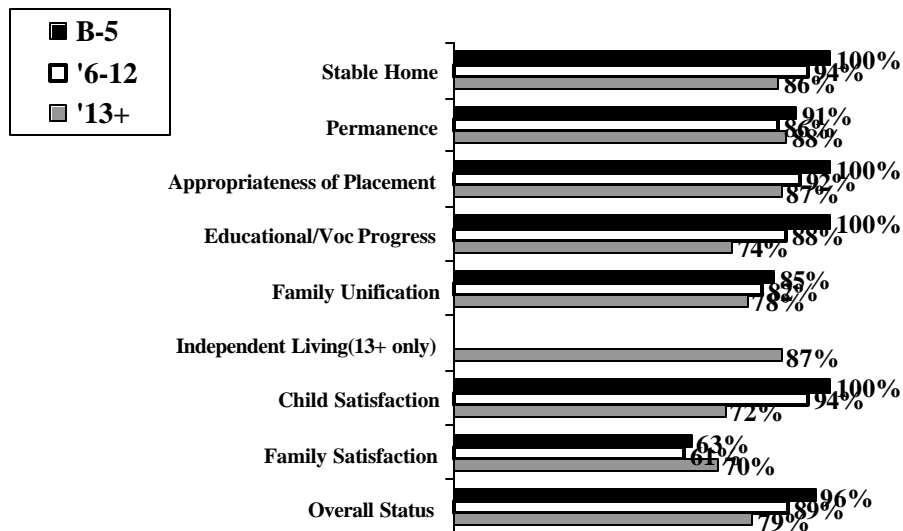 B-5
'6-12
'13+
Stable Home
100%
94%
86%
Permanence
91%
86%
88%
Appropriateness of Placement
100%
92%
87%
Educational/Voc Progress
100%
88%
74%
Family Unification
85%
82%
78%
Independent Living(13+ only)
87%
Child Satisfaction
100%
94%
72%
Family Satisfaction
63%
61%
70%
Overall Status
96%
89%
79%